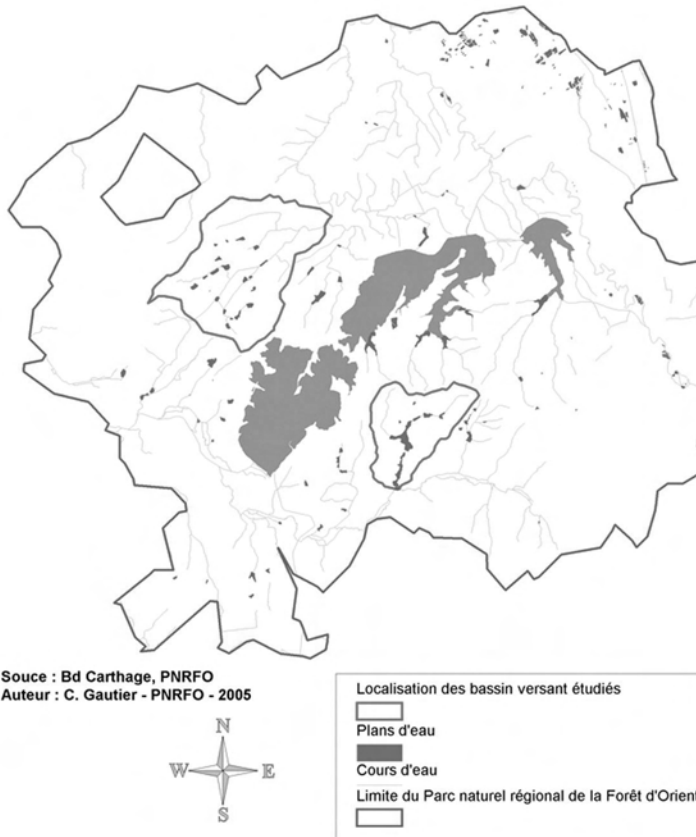 Souce : Bd Carthage, PNRFO
Auteur : C. Gautier - PNRFO - 2005
N
W E
S
Localisation des bassin versant étudiés
Plans d'eau
Cours d'eau
Limite du Parc naturel régional de la Forêt d'Orient